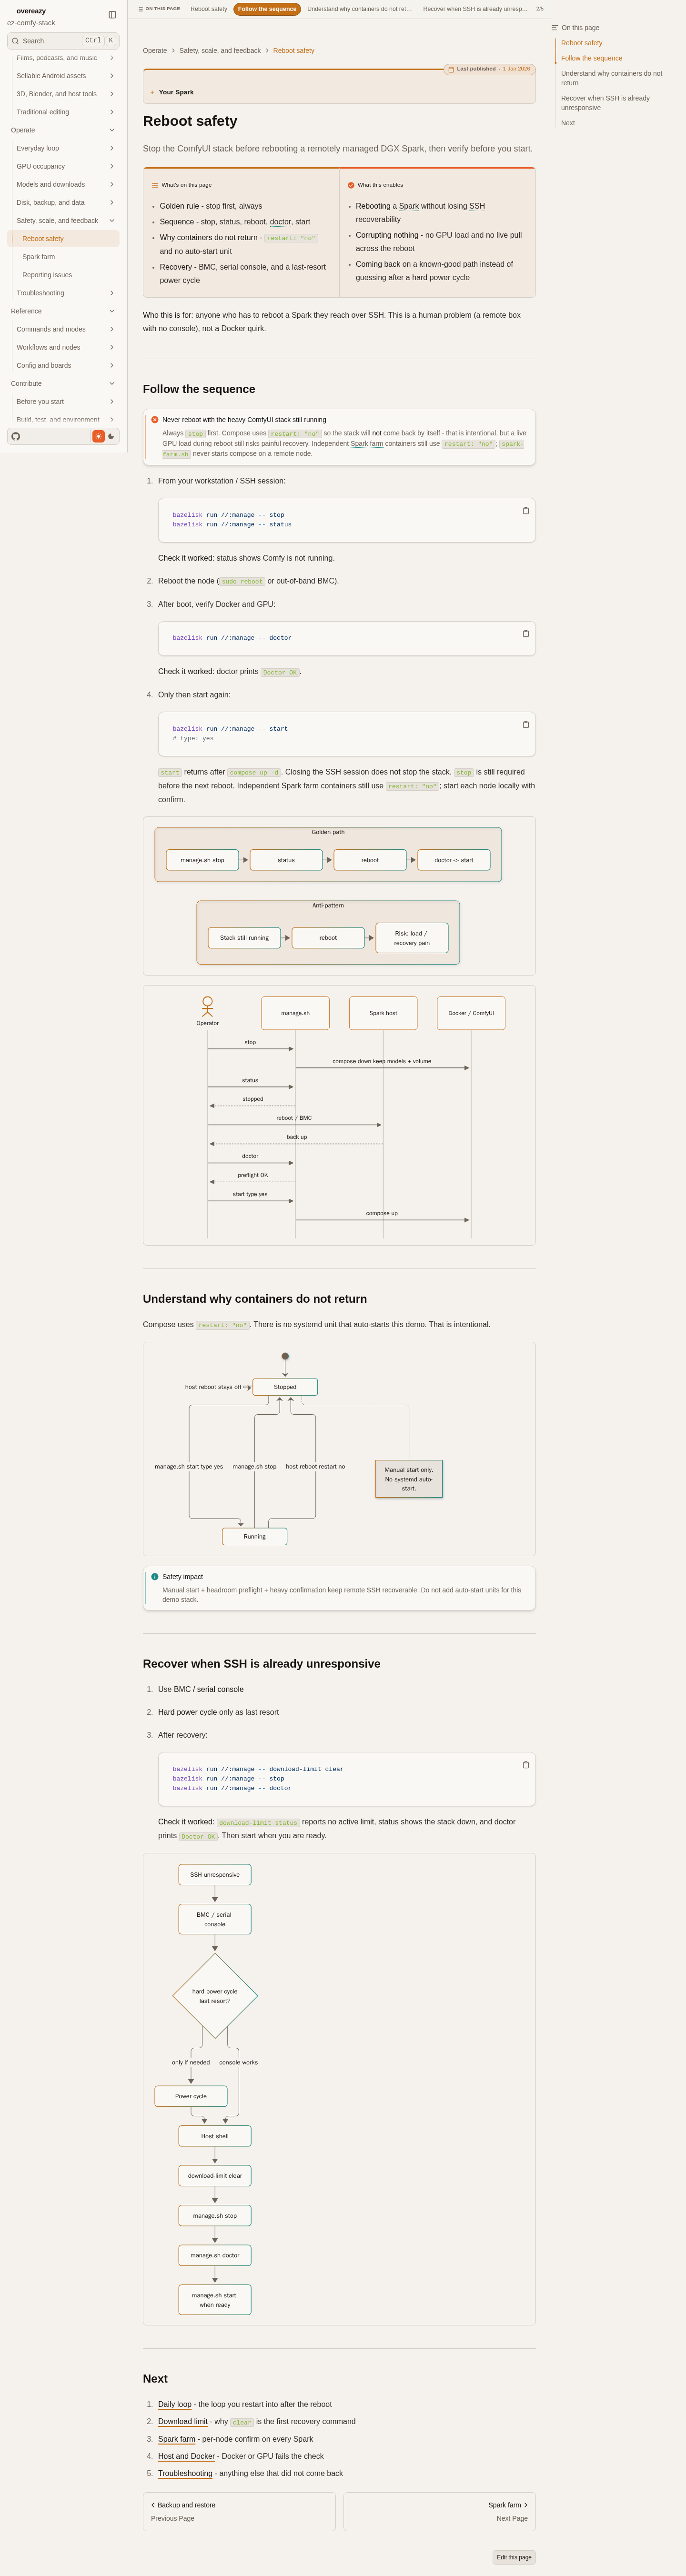 overeazy
ez-comfy-stack
Search Ctrl K
Films, podcasts, and music
Sellable Android assets
3D, Blender, and host tools
Traditional editing
Operate
Everyday loop
GPU occupancy
Models and downloads
Disk, backup, and data
Safety, scale, and feedback
Reboot safety
Spark farm
Reporting issues
Troubleshooting
Reference
Commands and modes
Workflows and nodes
Config and boards
Contribute
Before you start
Build, test, and environment
ON THIS PAGE Reboot safety Follow the sequence Understand why containers do not ret... Recover when SSH is already unresp... 2/5
On this page
Reboot safety
Follow the sequence
Understand why containers do not
return
Recover when SSH is already
unresponsive
Next
Operate > Safety, scale, and feedback > Reboot safety
Last published - 1 Jan 2026
Your Spark
Reboot safety
Stop the ComfyUI stack before rebooting a remotely managed DGX Spark, then verify before you start.
What's on this page
• Golden rule - stop first, always
• Sequence - stop, status, reboot, doctor, start
• Why containers do not return - restart: "no"
and no auto-start unit
• Recovery - BMC, serial console, and a last-resort
power cycle
What this enables
• Rebooting a Spark without losing SSH
recoverability
• Corrupting nothing - no GPU load and no live pull
across the reboot
• Coming back on a known-good path instead of
guessing after a hard power cycle
Who this is for: anyone who has to reboot a Spark they reach over SSH. This is a human problem (a remote box
with no console), not a Docker quirk.
Follow the sequence
Never reboot with the heavy ComfyUI stack still running
Always stop first. Compose uses restart: "no" so the stack will not come back by itself - that is intentional, but a live
GPU load during reboot still risks painful recovery. Independent Spark farm containers still use restart: "no"; spark-
farm.sh never starts compose on a remote node.
1. From your workstation / SSH session:
bazelisk run //:manage -- stop
bazelisk run //:manage -- status
Check it worked: status shows Comfy is not running.
2. Reboot the node (sudo reboot or out-of-band BMC).
3. After boot, verify Docker and GPU:
bazelisk run //:manage -- doctor
Check it worked: doctor prints Doctor OK.
4. Only then start again:
bazelisk run //:manage -- start
# type: yes
start returns after compose up -d. Closing the SSH session does not stop the stack. stop is still required
before the next reboot. Independent Spark farm containers still use restart: "no"; start each node locally with
confirm.
Golden path
manage.sh stop
status
reboot
doctor -> start
Anti-pattern
Stack still running
reboot
Risk: load /
recovery pain
Operator
manage.sh
Spark host
Docker / ComfyUI
stop
compose down keep models + volume
status
stopped
reboot / BMC
back up
doctor
preflight OK
start type yes
compose up
Understand why containers do not return
Compose uses restart: "no". There is no systemd unit that auto-starts this demo. That is intentional.
host reboot stays off
Stopped
manage.sh start type yes
manage.sh stop
host reboot restart no
Manual start only.
No systemd auto-
start.
Running
Safety impact
Manual start + headroom preflight + heavy confirmation keep remote SSH recoverable. Do not add auto-start units for this
demo stack.
Recover when SSH is already unresponsive
1. Use BMC / serial console
2. Hard power cycle only as last resort
3. After recovery:
bazelisk run //:manage -- download-limit clear
bazelisk run //:manage -- stop
bazelisk run //:manage -- doctor
Check it worked: download-limit status reports no active limit, status shows the stack down, and doctor
prints Doctor OK. Then start when you are ready.
SSH unresponsive
BMC / serial
console
hard power cycle
last resort?
only if needed
console works
Power cycle
Host shell
download-limit clear
manage.sh stop
manage.sh doctor
manage.sh start
when ready
Next
1. Daily loop - the loop you restart into after the reboot
2. Download limit - why clear is the first recovery command
3. Spark farm - per-node confirm on every Spark
4. Host and Docker - Docker or GPU fails the check
5. Troubleshooting - anything else that did not come back
Backup and restore
Previous Page
Spark farm
Next Page
Edit this page